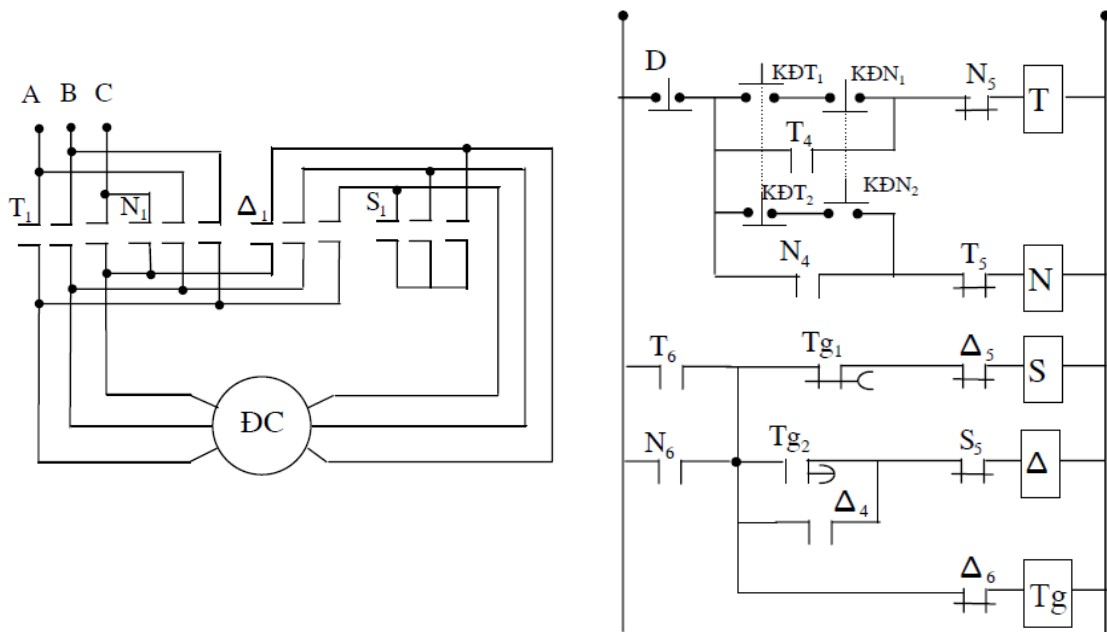 A B C
T₁ N₁ Δ₁ S₁
ĐC
D KĐT₁ KĐN₁ N₅ T
T₄
KĐT₂ KĐN₂
N₄ T₅ N
T₆ Tg₁ Δ₅ S
N₆ Tg₂ S₅ Δ
Δ₄
Δ₆ Tg